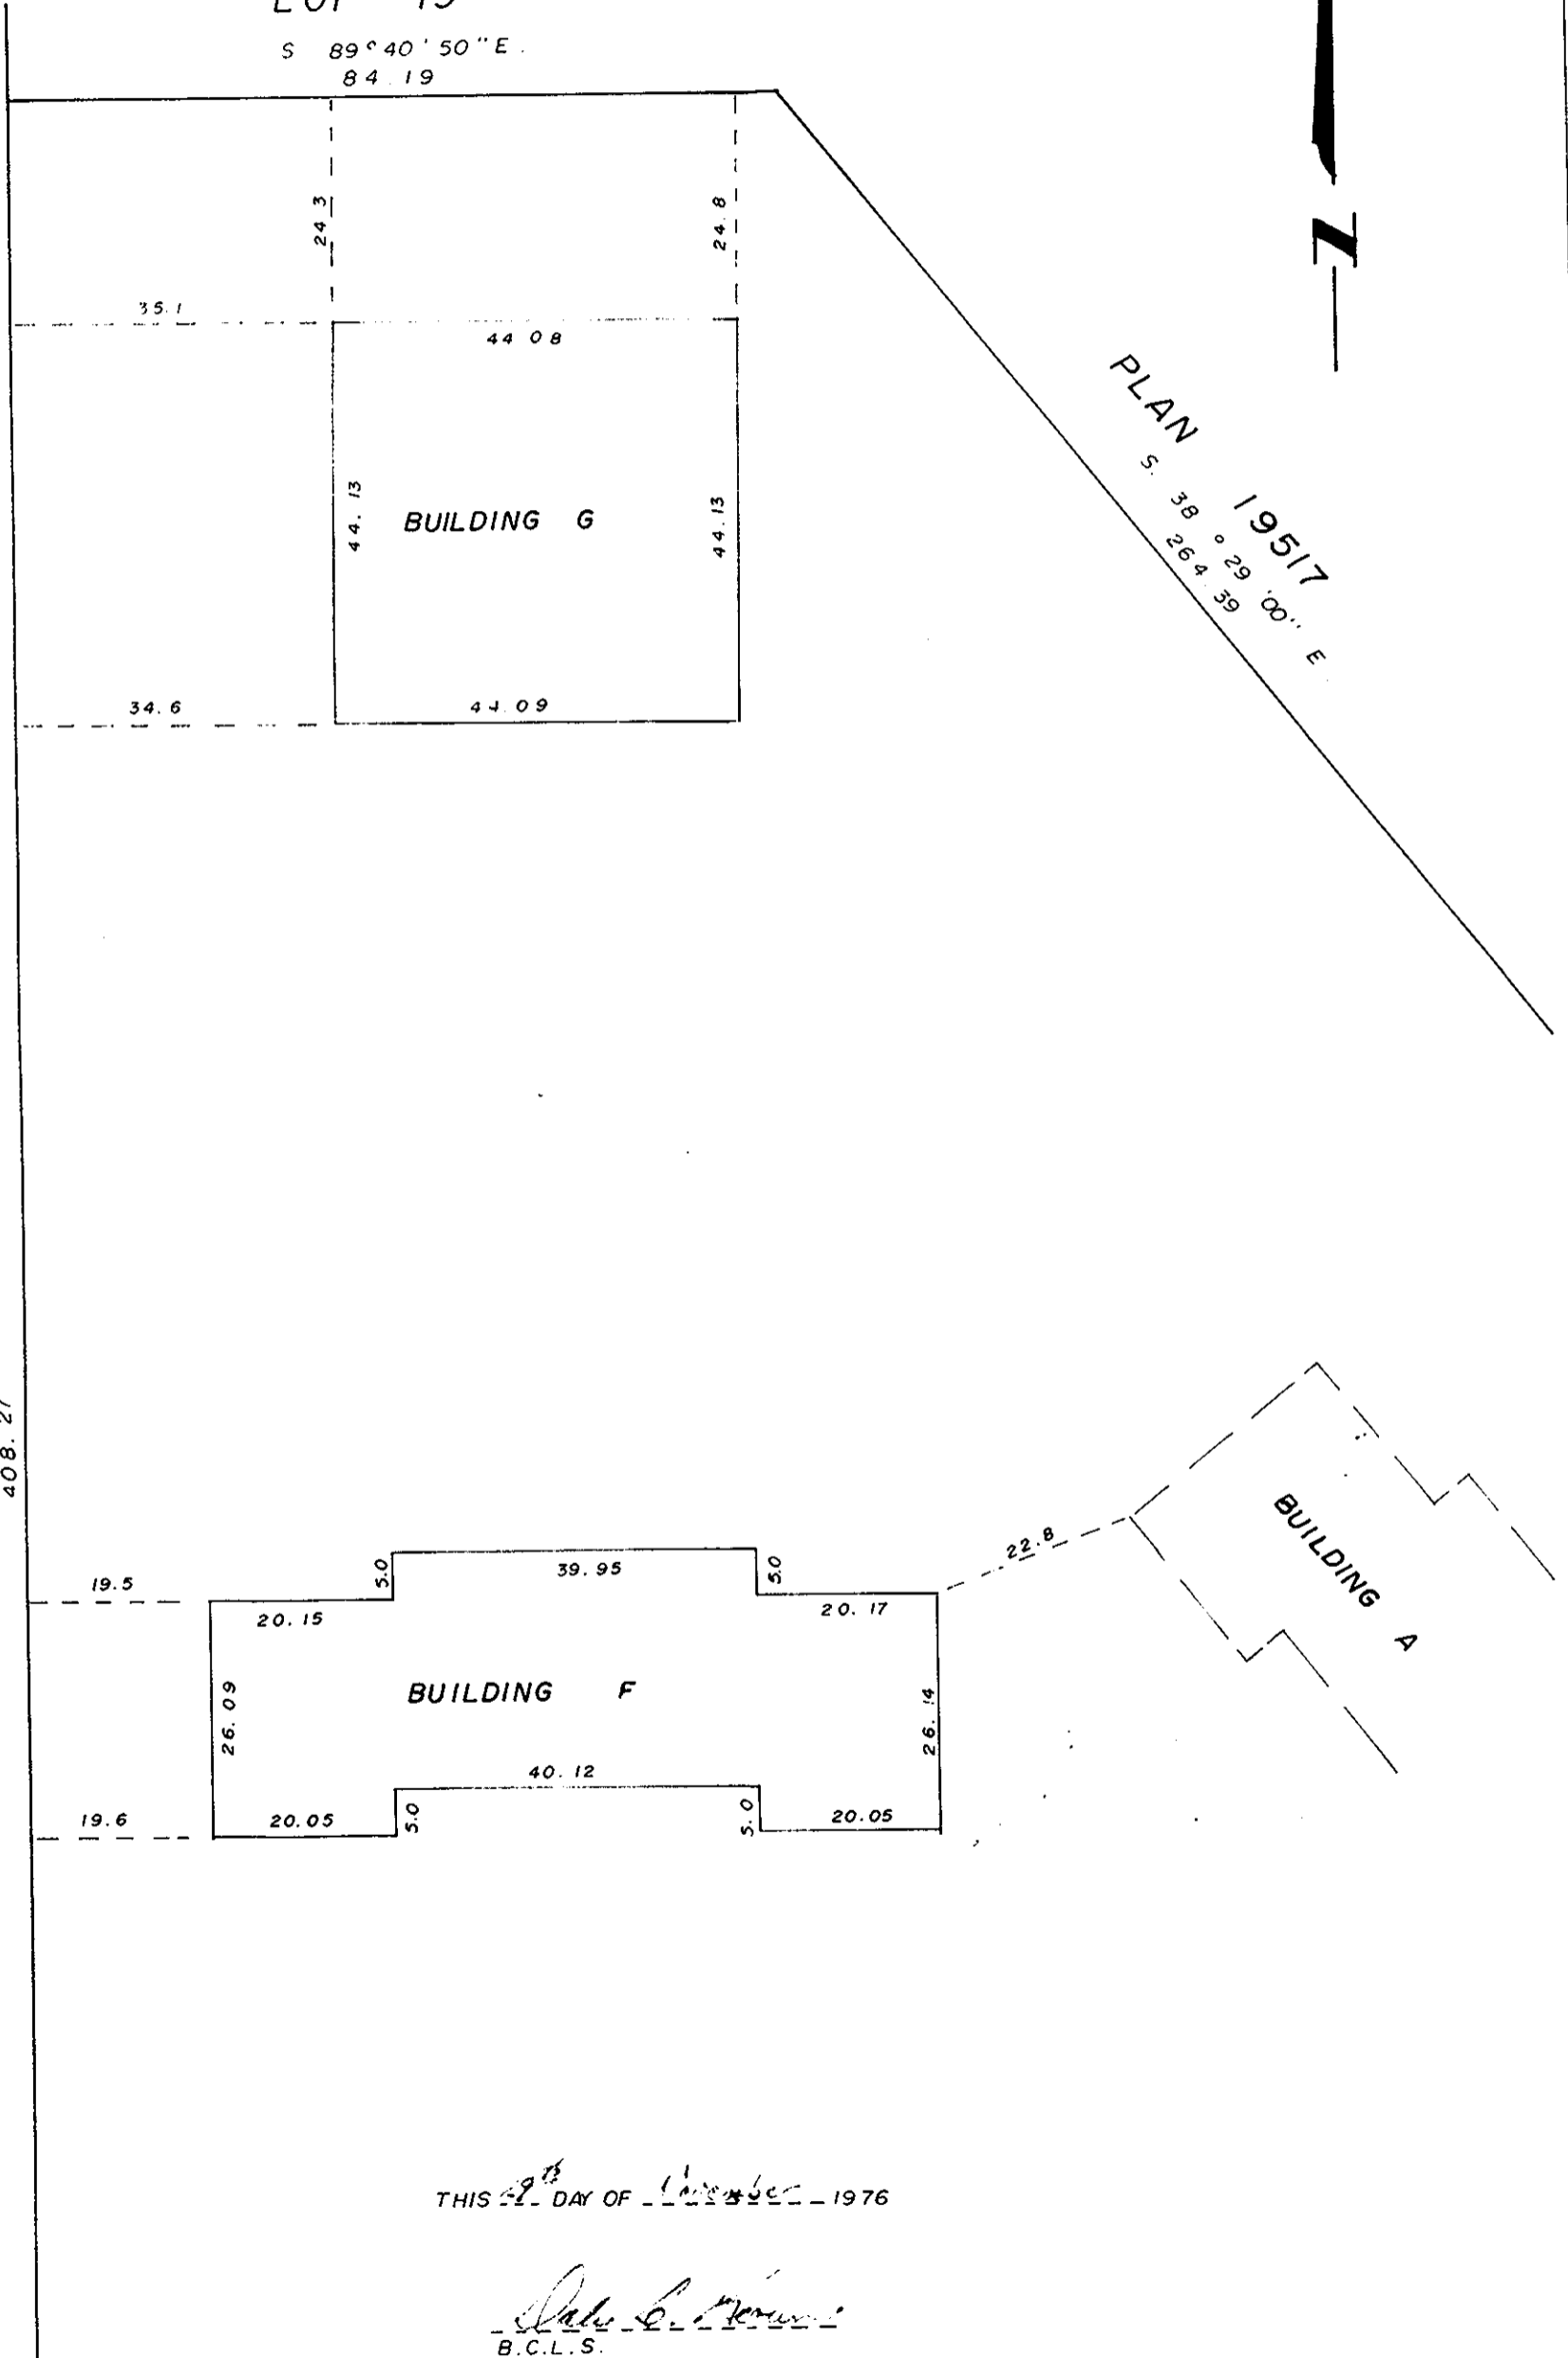 LOT 19
S 89°40'50"E.
84.19
N
24.3
24.8
35.1
44.08
PLAN 19517
S. 38°29'00" E
264.39
44.13
BUILDING G
44.13
34.6
44.09
408.27
22.8
BUILDING A
19.5
5.0
39.95
5.0
20.15
20.17
26.09
BUILDING F
26.14
40.12
19.6
20.05
5.0
5.0
20.05
THIS DAY OF 1976
B.C.L.S.